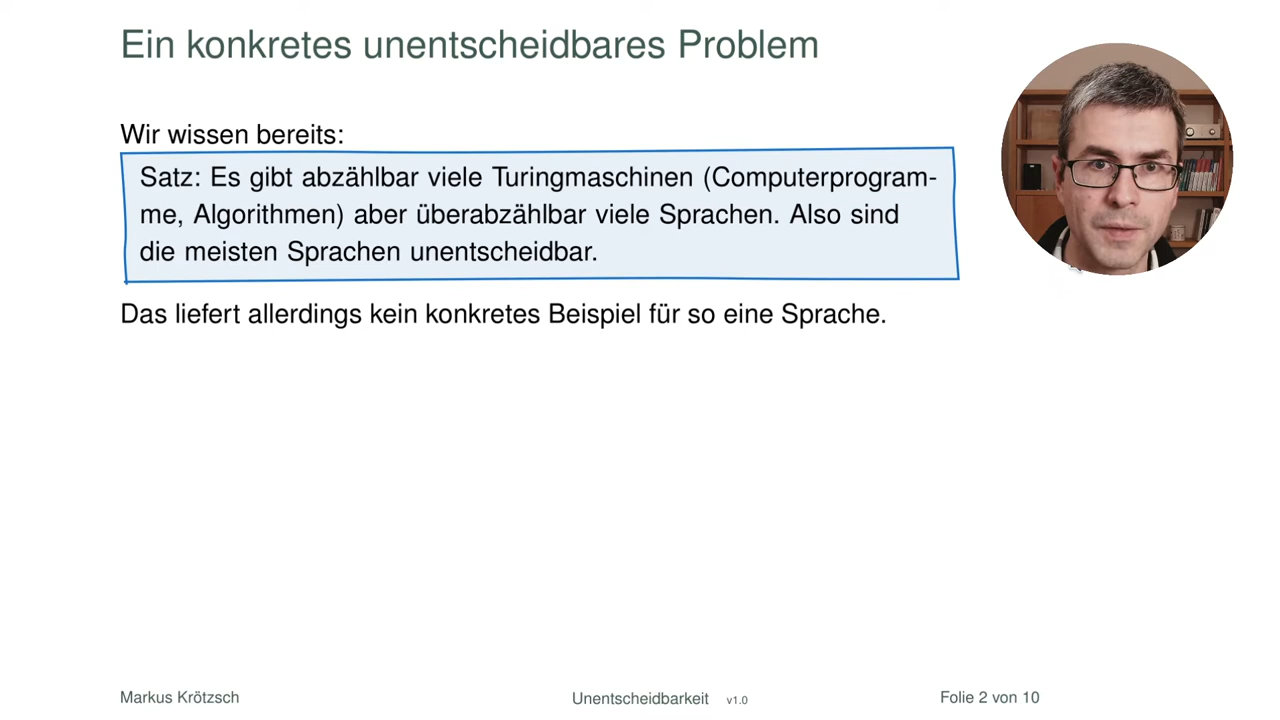 Ein konkretes unentscheidbares Problem
Wir wissen bereits:
Satz: Es gibt abzählbar viele Turingmaschinen (Computerprogram-
me, Algorithmen) aber überabzählbar viele Sprachen. Also sind
die meisten Sprachen unentscheidbar.
Das liefert allerdings kein konkretes Beispiel für so eine Sprache.
Markus Krötzsch
Unentscheidbarkeit v1.0
Folie 2 von 10